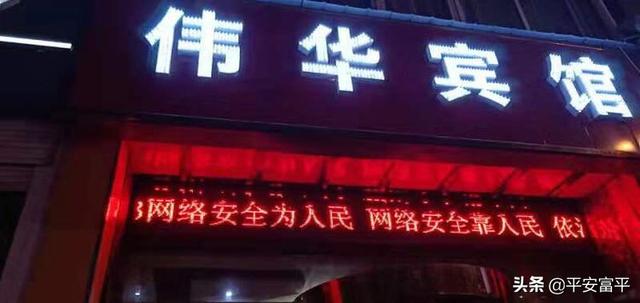 伟华宾馆
网络安全为人民 网络安全靠人民 依
头条 @平安富平